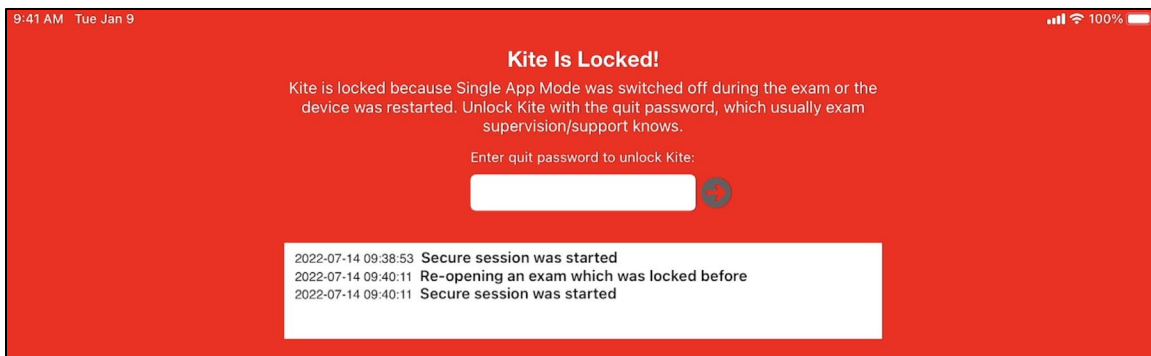 9:41 AM Tue Jan 9
100%
Kite Is Locked!
Kite is locked because Single App Mode was switched off during the exam or the
device was restarted. Unlock Kite with the quit password, which usually exam
supervision/support knows.
Enter quit password to unlock Kite:
2022-07-14 09:38:53 Secure session was started
2022-07-14 09:40:11 Re-opening an exam which was locked before
2022-07-14 09:40:11 Secure session was started